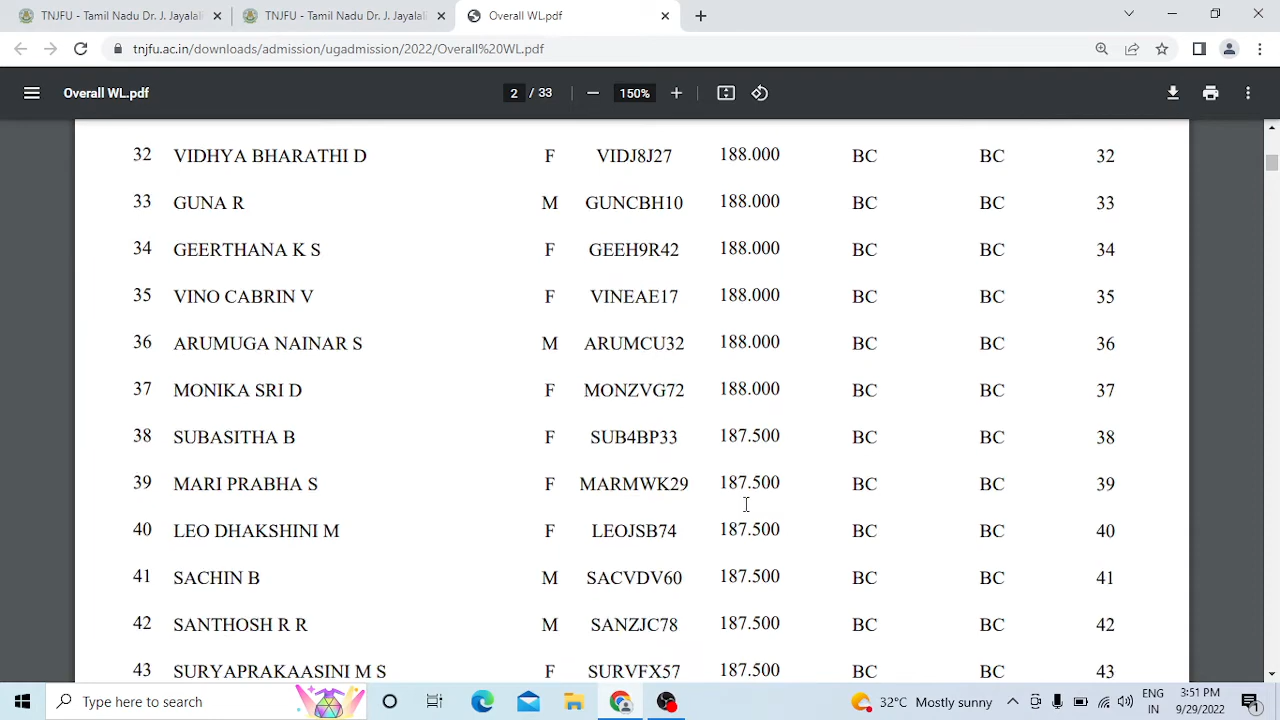 TNJFU - Tamil Nadu Dr. J. Jayalal
TNJFU - Tamil Nadu Dr. J. Jayalal
Overall WL.pdf
tnjfu.ac.in/downloads/admission/ugadmission/2022/Overall%20WL.pdf
Overall WL.pdf 2 / 33 150%
32 VIDHYA BHARATHI D F VIDJ8J27 188.000 BC BC 32
33 GUNA R M GUNCBH10 188.000 BC BC 33
34 GEERTHANA K S F GEEH9R42 188.000 BC BC 34
35 VINO CABRIN V F VINEAE17 188.000 BC BC 35
36 ARUMUGA NAINAR S M ARUMCU32 188.000 BC BC 36
37 MONIKA SRI D F MONZVG72 188.000 BC BC 37
38 SUBASITHA B F SUB4BP33 187.500 BC BC 38
39 MARI PRABHA S F MARMWK29 187.500 BC BC 39
40 LEO DHAKSHINI M F LEOJSB74 187.500 BC BC 40
41 SACHIN B M SACVDV60 187.500 BC BC 41
42 SANTHOSH R R M SANZJC78 187.500 BC BC 42
43 SURYAPRAKAASINI M S F SURVFX57 187.500 BC BC 43
Type here to search
32°C Mostly sunny
ENG
IN
3:51 PM
9/29/2022
1